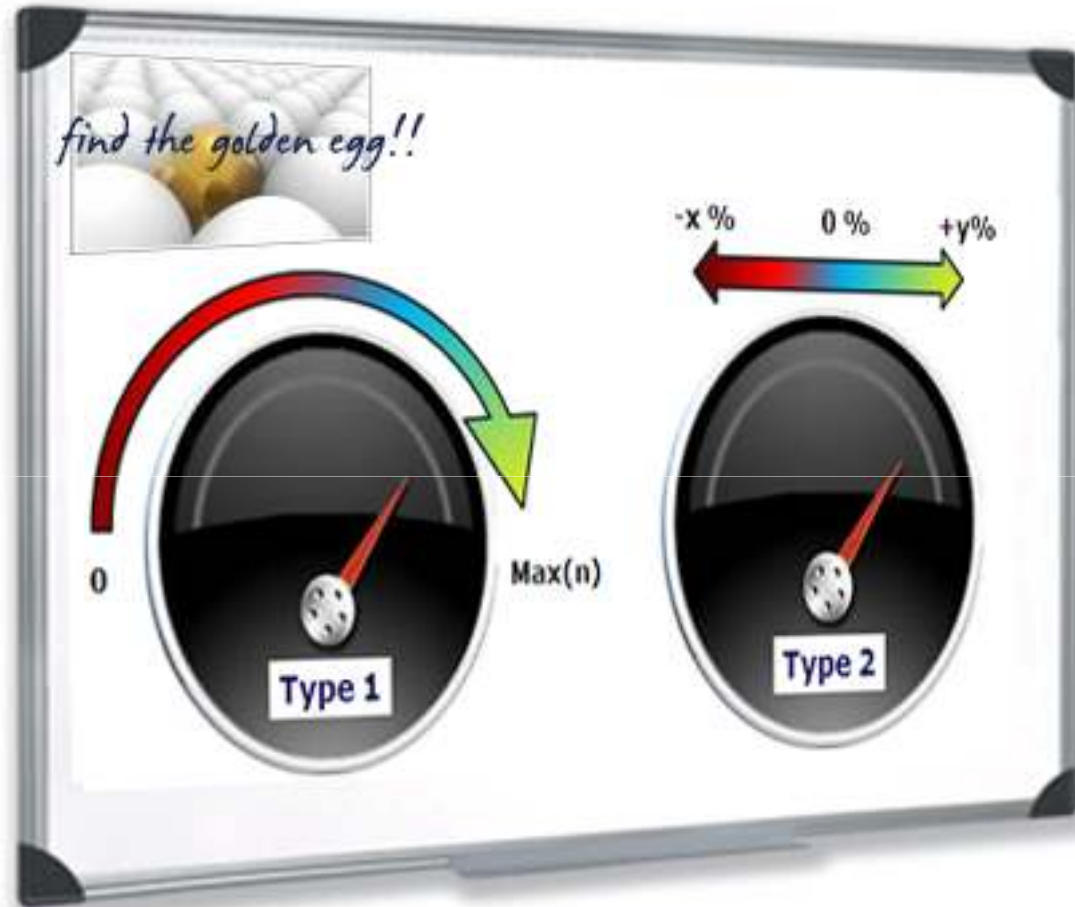 find the golden egg!!
-x % 0 % +y%
0
Max(n)
Type 1
Type 2